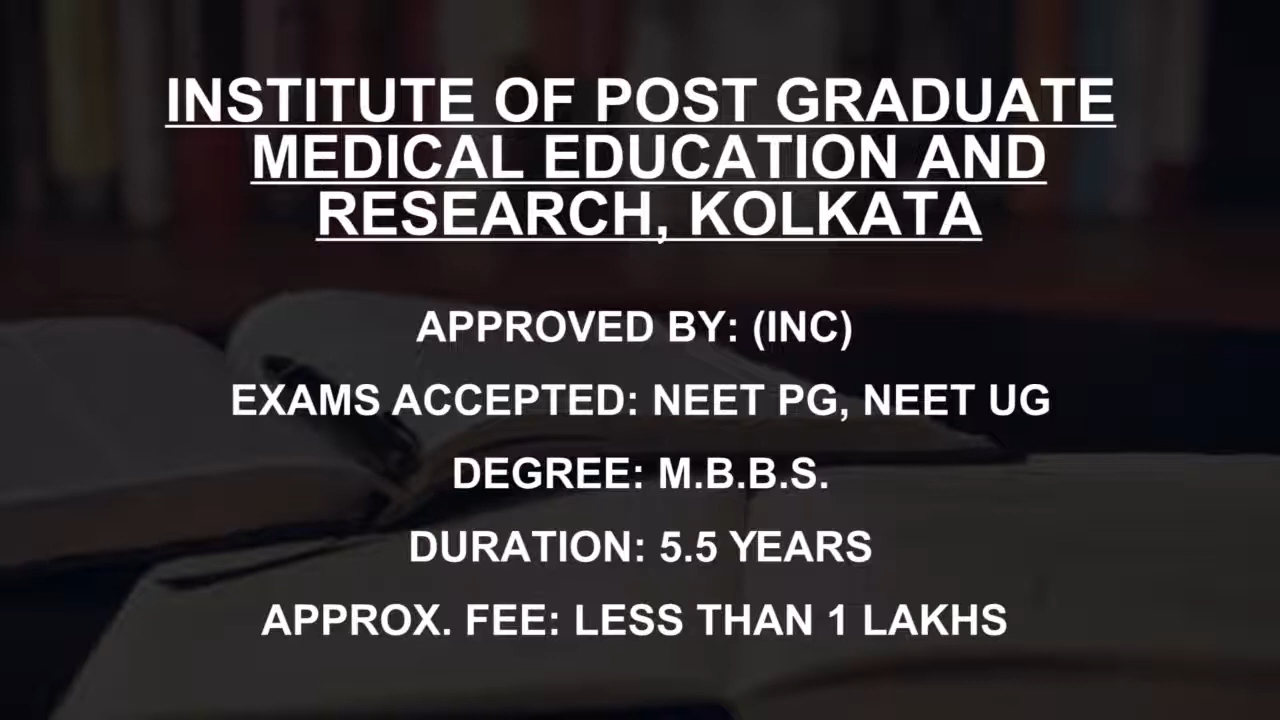 INSTITUTE OF POST GRADUATE
MEDICAL EDUCATION AND
RESEARCH, KOLKATA
APPROVED BY: (INC)
EXAMS ACCEPTED: NEET PG, NEET UG
DEGREE: M.B.B.S.
DURATION: 5.5 YEARS
APPROX. FEE: LESS THAN 1 LAKHS